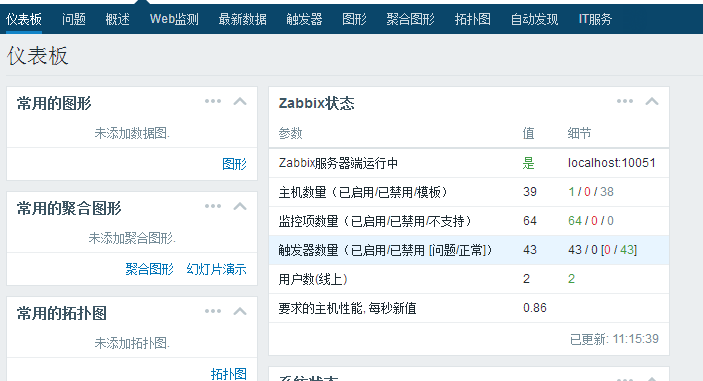 仪表板 问题 概述 Web监测 最新数据 触发器 图形 聚合图形 拓扑图 自动发现 IT服务
仪表板
常用的图形
未添加数据图.
图形
常用的聚合图形
未添加聚合图形.
聚合图形 幻灯片演示
常用的拓扑图
未添加拓扑图.
拓扑图
Zabbix状态
参数 值 细节
Zabbix服务器端运行中 是 localhost:10051
主机数量（已启用/已禁用/模板） 39 1 / 0 / 38
监控项数量（已启用/已禁用/不支持） 64 64 / 0 / 0
触发器数量（已启用/已禁用 [问题/正常]） 43 43 / 0 [0 / 43]
用户数(线上) 2 2
要求的主机性能, 每秒新值 0.86
已更新: 11:15:39
系统状态